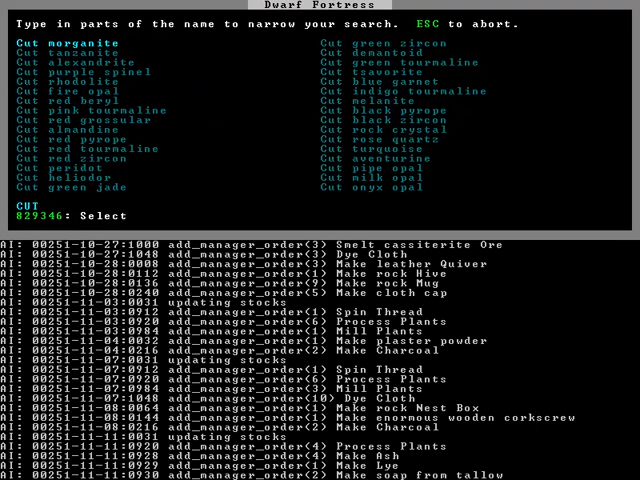 Dwarf Fortress
Type in parts of the name to narrow your search.  ESC to abort.
Cut morganite
Cut tanzanite
Cut alexandrite
Cut purple spinel
Cut rhodolite
Cut fire opal
Cut red beryl
Cut pink tourmaline
Cut red grossular
Cut almandine
Cut red pyrope
Cut red tourmaline
Cut red zircon
Cut peridot
Cut heliodor
Cut green jade
Cut green zircon
Cut demantoid
Cut green tourmaline
Cut tsavorite
Cut blue garnet
Cut indigo tourmaline
Cut melanite
Cut black pyrope
Cut black zircon
Cut rock crystal
Cut rose quartz
Cut turquoise
Cut aventurine
Cut pipe opal
Cut milk opal
Cut onyx opal
CUT
829346: Select
AI: 00251-10-27:1000 add_manager_order(3) Smelt cassiterite Ore
AI: 00251-10-27:1048 add_manager_order(3) Dye Cloth
AI: 00251-10-28:0008 add_manager_order(3) Make leather Quiver
AI: 00251-10-28:0112 add_manager_order(1) Make rock Hive
AI: 00251-10-28:0136 add_manager_order(9) Make rock Mug
AI: 00251-10-28:0240 add_manager_order(5) Make cloth cap
AI: 00251-11-03:0031 updating stocks
AI: 00251-11-03:0912 add_manager_order(1) Spin Thread
AI: 00251-11-03:0920 add_manager_order(6) Process Plants
AI: 00251-11-03:0984 add_manager_order(1) Mill Plants
AI: 00251-11-04:0032 add_manager_order(1) Make plaster powder
AI: 00251-11-04:0216 add_manager_order(2) Make Charcoal
AI: 00251-11-07:0031 updating stocks
AI: 00251-11-07:0912 add_manager_order(1) Spin Thread
AI: 00251-11-07:0920 add_manager_order(6) Process Plants
AI: 00251-11-07:0984 add_manager_order(3) Mill Plants
AI: 00251-11-07:1048 add_manager_order(10) Dye Cloth
AI: 00251-11-08:0064 add_manager_order(1) Make rock Nest Box
AI: 00251-11-08:0144 add_manager_order(1) Make enormous wooden corkscrew
AI: 00251-11-08:0216 add_manager_order(2) Make Charcoal
AI: 00251-11-11:0031 updating stocks
AI: 00251-11-11:0920 add_manager_order(4) Process Plants
AI: 00251-11-11:0928 add_manager_order(4) Make Ash
AI: 00251-11-11:0929 add_manager_order(1) Make Lye
AI: 00251-11-11:0930 add_manager_order(2) Make soap from tallow